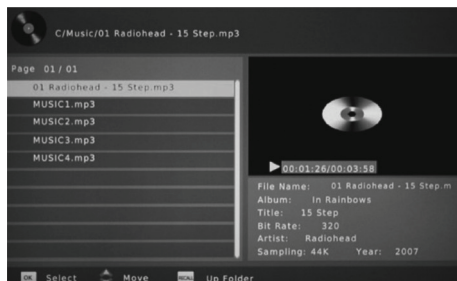 C/Music/01 Radiohead - 15 Step.mp3
Page 01/01
01 Radiohead - 15 Step.mp3
MUSIC1.mp3
MUSIC2.mp3
MUSIC3.mp3
MUSIC4.mp3
00:01:26/00:03:58
File Name: 01 Radiohead - 15 Step.m
Album: In Rainbows
Title: 15 Step
Bit Rate: 320
Artist: Radiohead
Sampling: 44K Year: 2007
OK Select Move RECALL Up Folder